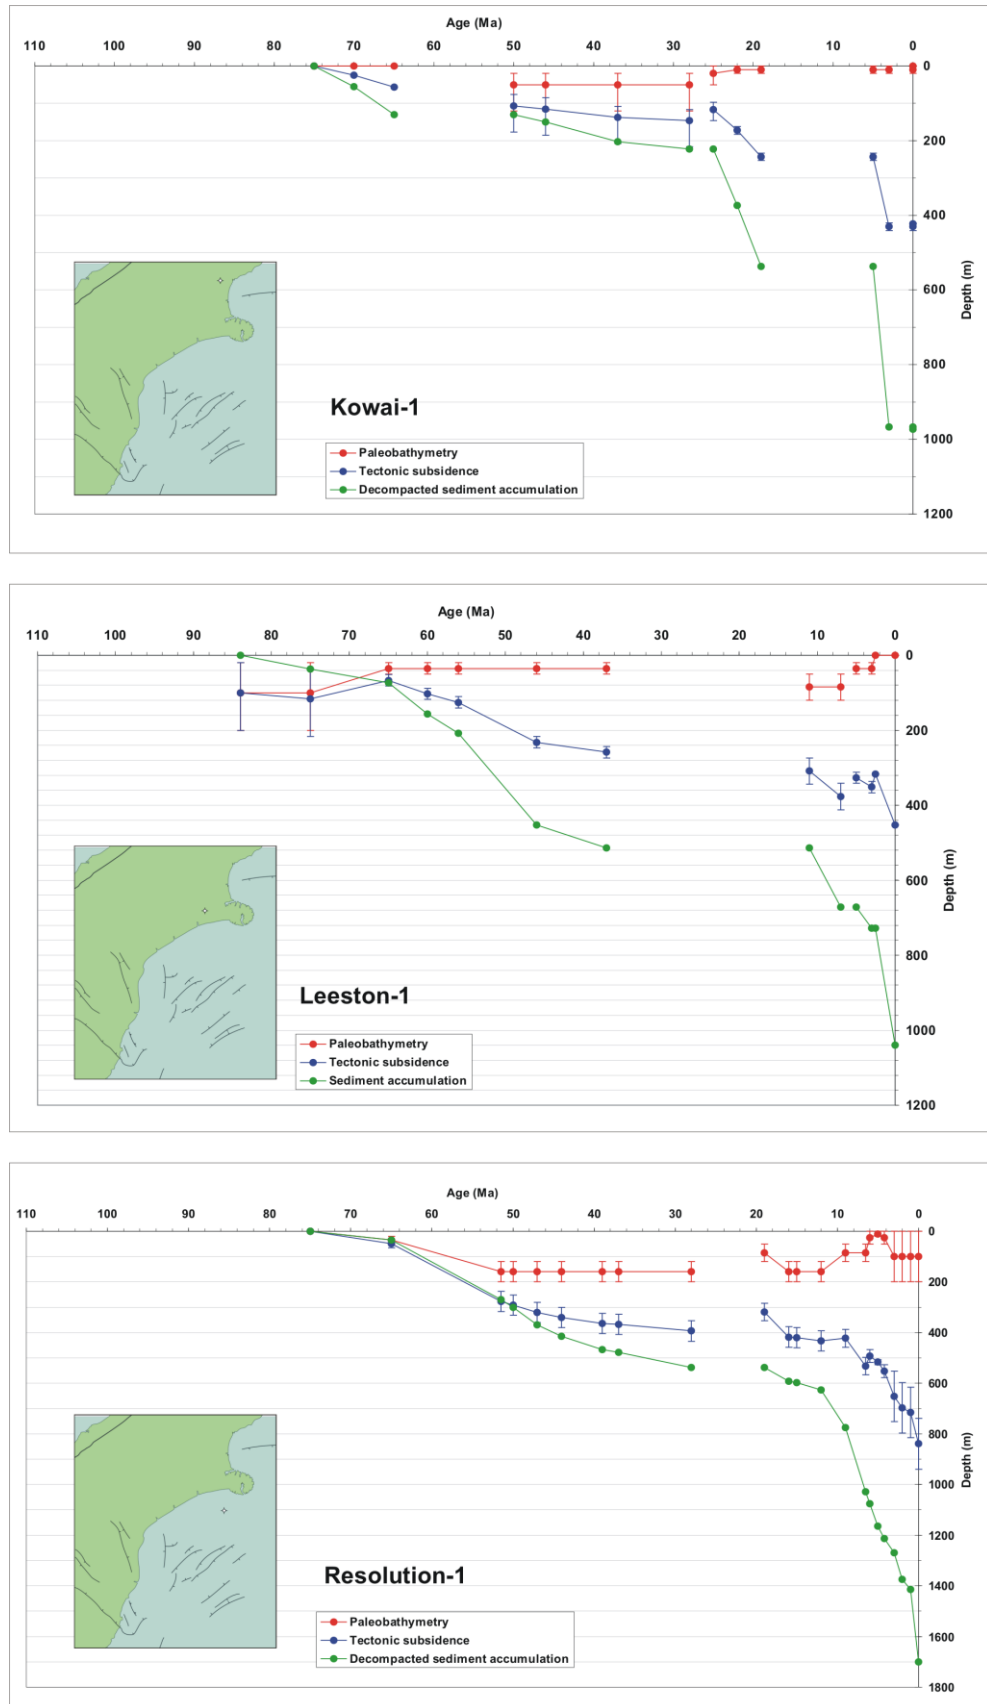 Age (Ma)
110 100 90 80 70 60 50 40 30 20 10 0
0
200
400
600
800
1000
1200
Depth (m)
Kowai-1
Paleobathymetry
Tectonic subsidence
Decompacted sediment accumulation
Age (Ma)
110 100 90 80 70 60 50 40 30 20 10 0
0
200
400
600
800
1000
1200
Depth (m)
Leeston-1
Paleobathymetry
Tectonic subsidence
Sediment accumulation
Age (Ma)
110 100 90 80 70 60 50 40 30 20 10 0
0
200
400
600
800
1000
1200
1400
1600
1800
Depth (m)
Resolution-1
Paleobathymetry
Tectonic subsidence
Decompacted sediment accumulation